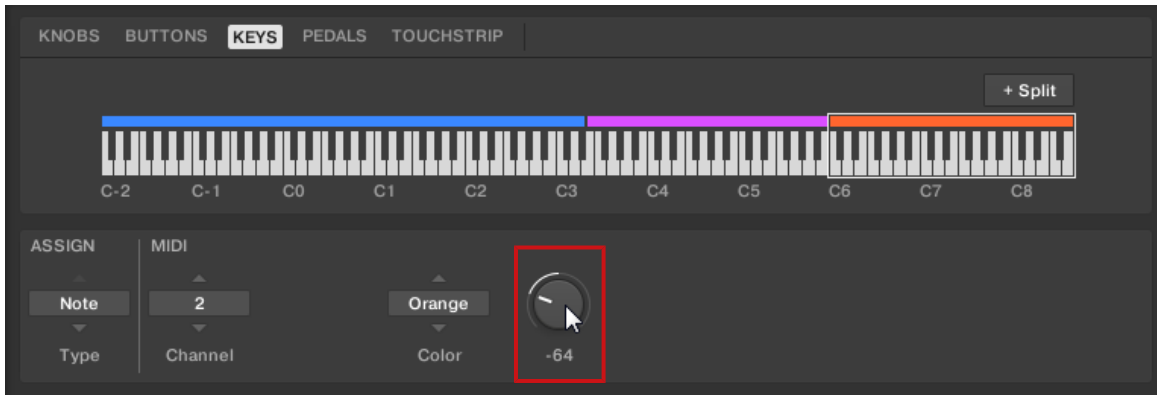 KNOBS BUTTONS KEYS PEDALS TOUCHSTRIP
+ Split
C-2 C-1 C0 C1 C2 C3 C4 C5 C6 C7 C8
ASSIGN MIDI
Note 2 Orange
Type Channel Color -64